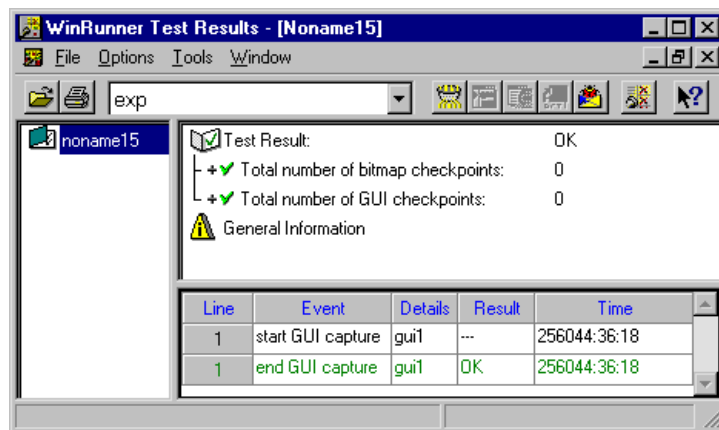 WinRunner Test Results - [Noname15]
File Options Tools Window
exp
noname15
Test Result: OK
Total number of bitmap checkpoints: 0
Total number of GUI checkpoints: 0
General Information
Line Event Details Result Time
1 start GUI capture gui1 --- 256044:36:18
1 end GUI capture gui1 OK 256044:36:18